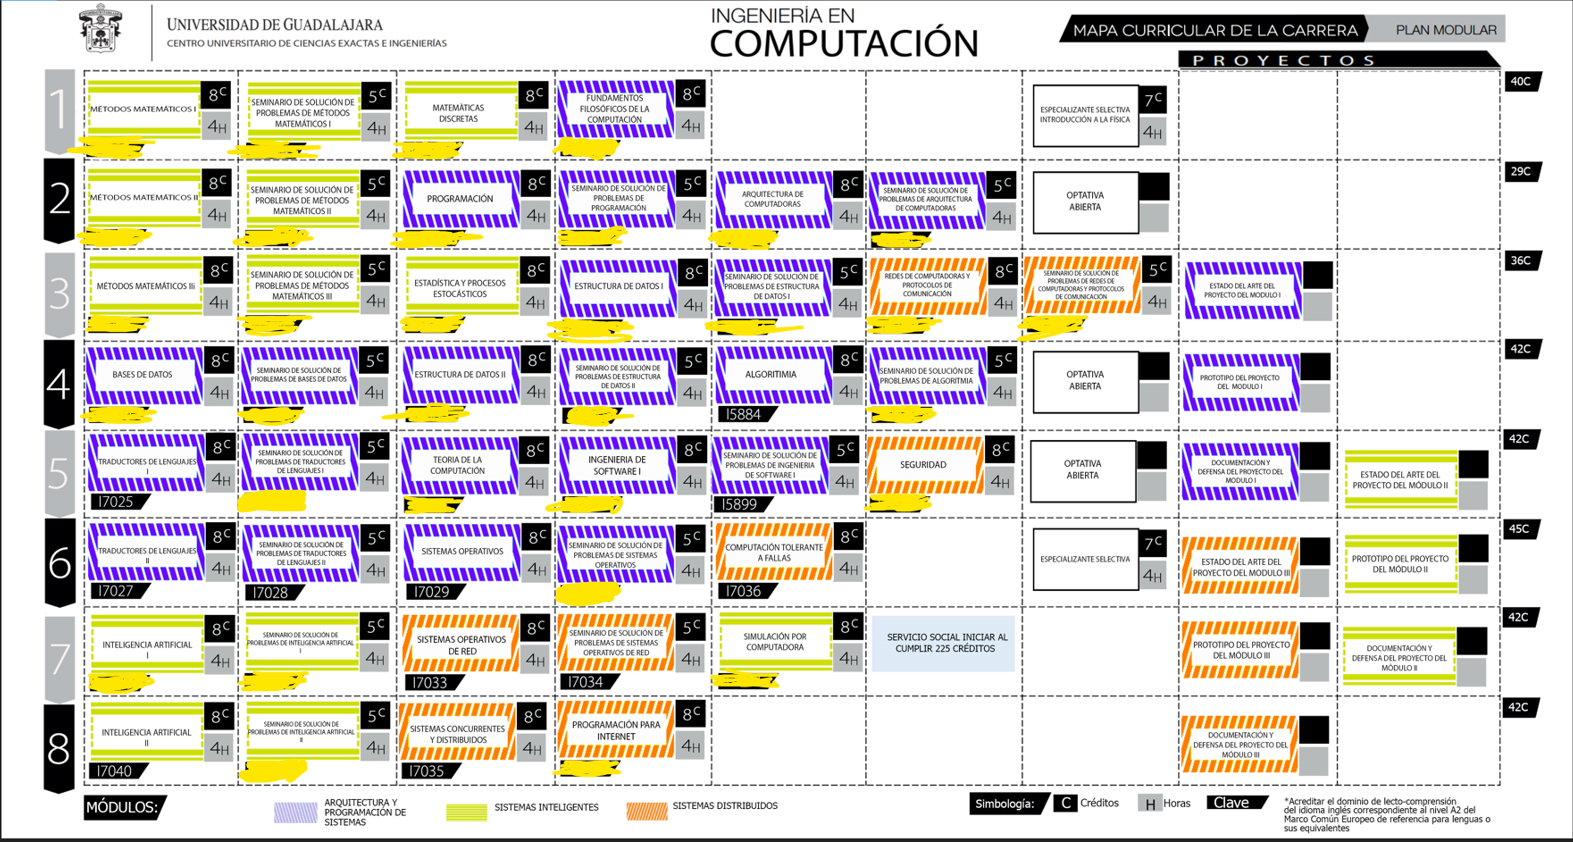 UNIVERSIDAD DE GUADALAJARA
CENTRO UNIVERSITARIO DE CIENCIAS EXACTAS E INGENIERÍAS
INGENIERÍA EN
COMPUTACIÓN
MAPA CURRICULAR DE LA CARRERA
PLAN MODULAR
PROYECTOS
1
MÉTODOS MATEMÁTICOS I
8C
4H
SEMINARIO DE SOLUCIÓN DE
PROBLEMAS DE MÉTODOS
MATEMÁTICOS I
5C
4H
MATEMÁTICAS
DISCRETAS
8C
4H
FUNDAMENTOS
FILOSÓFICOS DE LA
COMPUTACIÓN
8C
4H
ESPECIALIZANTE SELECTIVA
INTRODUCCIÓN A LA FÍSICA
7C
4H
40C
2
MÉTODOS MATEMÁTICOS II
8C
4H
SEMINARIO DE SOLUCIÓN DE
PROBLEMAS DE MÉTODOS
MATEMÁTICOS II
5C
4H
PROGRAMACIÓN
8C
4H
SEMINARIO DE SOLUCIÓN DE
PROBLEMAS DE
PROGRAMACIÓN
5C
4H
ARQUITECTURA DE
COMPUTADORAS
8C
4H
SEMINARIO DE SOLUCIÓN DE
PROBLEMAS DE ARQUITECTURA
DE COMPUTADORAS
5C
4H
OPTATIVA
ABIERTA
29C
3
MÉTODOS MATEMÁTICOS IIi
8C
4H
SEMINARIO DE SOLUCIÓN DE
PROBLEMAS DE MÉTODOS
MATEMÁTICOS III
5C
4H
ESTADÍSTICA Y PROCESOS
ESTOCÁSTICOS
8C
4H
ESTRUCTURA DE DATOS I
8C
4H
SEMINARIO DE SOLUCIÓN DE
PROBLEMAS DE ESTRUCTURA
DE DATOS I
5C
4H
REDES DE COMPUTADORAS Y
PROTOCOLOS DE
COMUNICACIÓN
8C
4H
SEMINARIO DE SOLUCIÓN DE
PROBLEMAS DE REDES DE
COMPUTADORAS Y PROTOCOLOS
DE COMUNICACIÓN
5C
4H
ESTADO DEL ARTE DEL
PROYECTO DEL MODULO I
36C
4
BASES DE DATOS
8C
4H
SEMINARIO DE SOLUCIÓN DE
PROBLEMAS DE BASES DE DATOS
5C
4H
ESTRUCTURA DE DATOS II
8C
4H
SEMINARIO DE SOLUCIÓN DE
PROBLEMAS DE ESTRUCTURA
DE DATOS II
5C
4H
ALGORITIMIA
8C
4H
I5884
SEMINARIO DE SOLUCIÓN DE
PROBLEMAS DE ALGORITMIA
5C
4H
OPTATIVA
ABIERTA
PROTOTIPO DEL PROYECTO
DEL MODULO I
42C
5
TRADUCTORES DE LENGUAJES
I
8C
4H
I7025
SEMINARIO DE SOLUCIÓN DE
PROBLEMAS DE TRADUCTORES
DE LENGUAJES I
5C
4H
TEORIA DE LA
COMPUTACIÓN
8C
4H
INGENIERIA DE
SOFTWARE I
8C
4H
SEMINARIO DE SOLUCIÓN DE
PROBLEMAS DE INGENIERIA
DE SOFTWARE I
5C
4H
I5899
SEGURIDAD
8C
4H
OPTATIVA
ABIERTA
DOCUMENTACIÓN Y
DEFENSA DEL PROYECTO DEL
MÓDULO I
ESTADO DEL ARTE DEL
PROYECTO DEL MÓDULO II
42C
6
TRADUCTORES DE LENGUAJES
II
8C
4H
I7027
SEMINARIO DE SOLUCIÓN DE
PROBLEMAS DE TRADUCTORES
DE LENGUAJES II
5C
4H
I7028
SISTEMAS OPERATIVOS
8C
4H
I7029
SEMINARIO DE SOLUCIÓN DE
PROBLEMAS DE SISTEMAS
OPERATIVOS
5C
4H
COMPUTACIÓN TOLERANTE
A FALLAS
8C
4H
I7036
ESPECIALIZANTE SELECTIVA
7C
4H
ESTADO DEL ARTE DEL
PROYECTO DEL MÓDULO III
PROTOTIPO DEL PROYECTO
DEL MÓDULO II
45C
7
INTELIGENCIA ARTIFICIAL
I
8C
4H
SEMINARIO DE SOLUCIÓN DE
PROBLEMAS DE INTELIGENCIA ARTIFICIAL
I
5C
4H
SISTEMAS OPERATIVOS
DE RED
8C
4H
I7033
SEMINARIO DE SOLUCIÓN DE
PROBLEMAS DE SISTEMAS
OPERATIVOS DE RED
5C
4H
I7034
SIMULACIÓN POR
COMPUTADORA
8C
4H
SERVICIO SOCIAL INICIAR AL
CUMPLIR 225 CRÉDITOS
PROTOTIPO DEL PROYECTO
DEL MÓDULO III
DOCUMENTACIÓN Y
DEFENSA DEL PROYECTO DEL
MÓDULO II
42C
8
INTELIGENCIA ARTIFICIAL
II
8C
4H
I7040
SEMINARIO DE SOLUCIÓN DE
PROBLEMAS DE INTELIGENCIA ARTIFICIAL
II
5C
4H
SISTEMAS CONCURRENTES
Y DISTRIBUIDOS
8C
4H
I7035
PROGRAMACIÓN PARA
INTERNET
8C
4H
DOCUMENTACIÓN Y
DEFENSA DEL PROYECTO DEL
MÓDULO III
42C
MÓDULOS:
ARQUITECTURA Y
PROGRAMACIÓN DE
SISTEMAS
SISTEMAS INTELIGENTES
SISTEMAS DISTRIBUIDOS
Simbología:
C Créditos
H Horas
Clave
*Acreditar el dominio de lecto-comprensión
del idioma inglés correspondiente al nivel A2 del
Marco Común Europeo de referencia para lenguas o
sus equivalentes